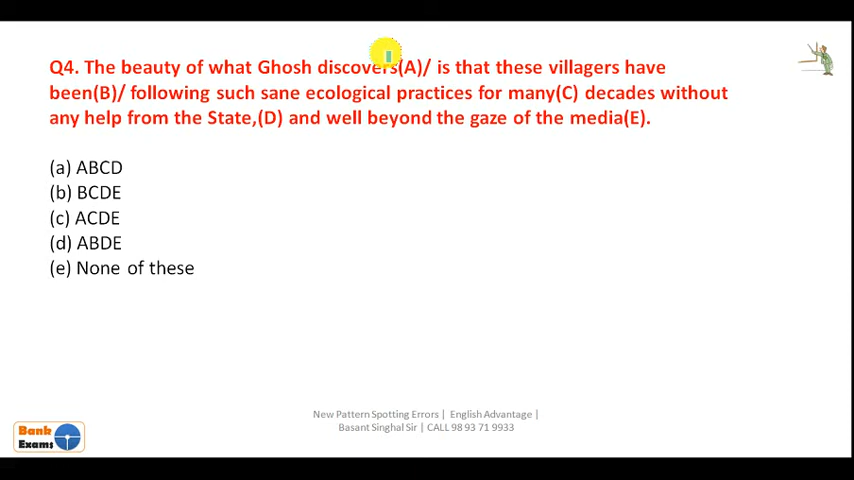 Q4. The beauty of what Ghosh discovers(A)/ is that these villagers have
been(B)/ following such sane ecological practices for many(C) decades without
any help from the State,(D) and well beyond the gaze of the media(E).
(a) ABCD
(b) BCDE
(c) ACDE
(d) ABDE
(e) None of these
New Pattern Spotting Errors | English Advantage |
Basant Singhal Sir | CALL 98 93 71 9933
Bank
Exams